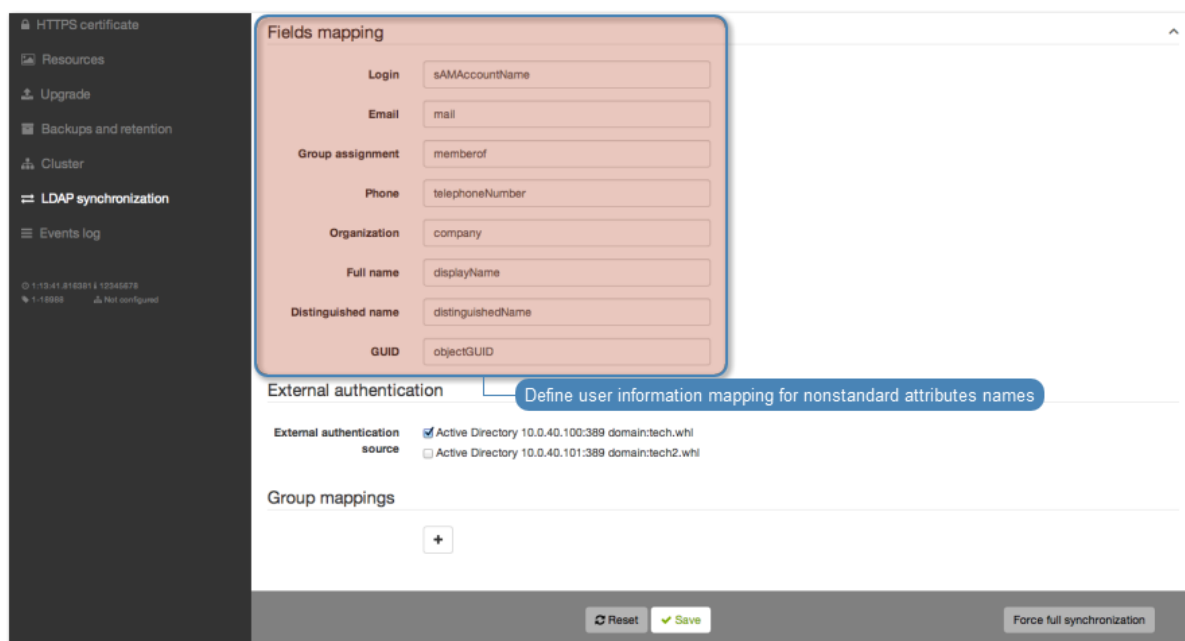 HTTPS certificate
Resources
Upgrade
Backups and retention
Cluster
LDAP synchronization
Events log
Not configured
Fields mapping
Login sAMAccountName
Email mail
Group assignment memberof
Phone telephoneNumber
Organization company
Full name displayName
Distinguished name distinguishedName
GUID objectGUID
Define user information mapping for nonstandard attributes names
External authentication
External authentication source
Active Directory 10.0.40.100:389 domain:tech.whl
Active Directory 10.0.40.101:389 domain:tech2.whl
Group mappings
+
Reset
Save
Force full synchronization